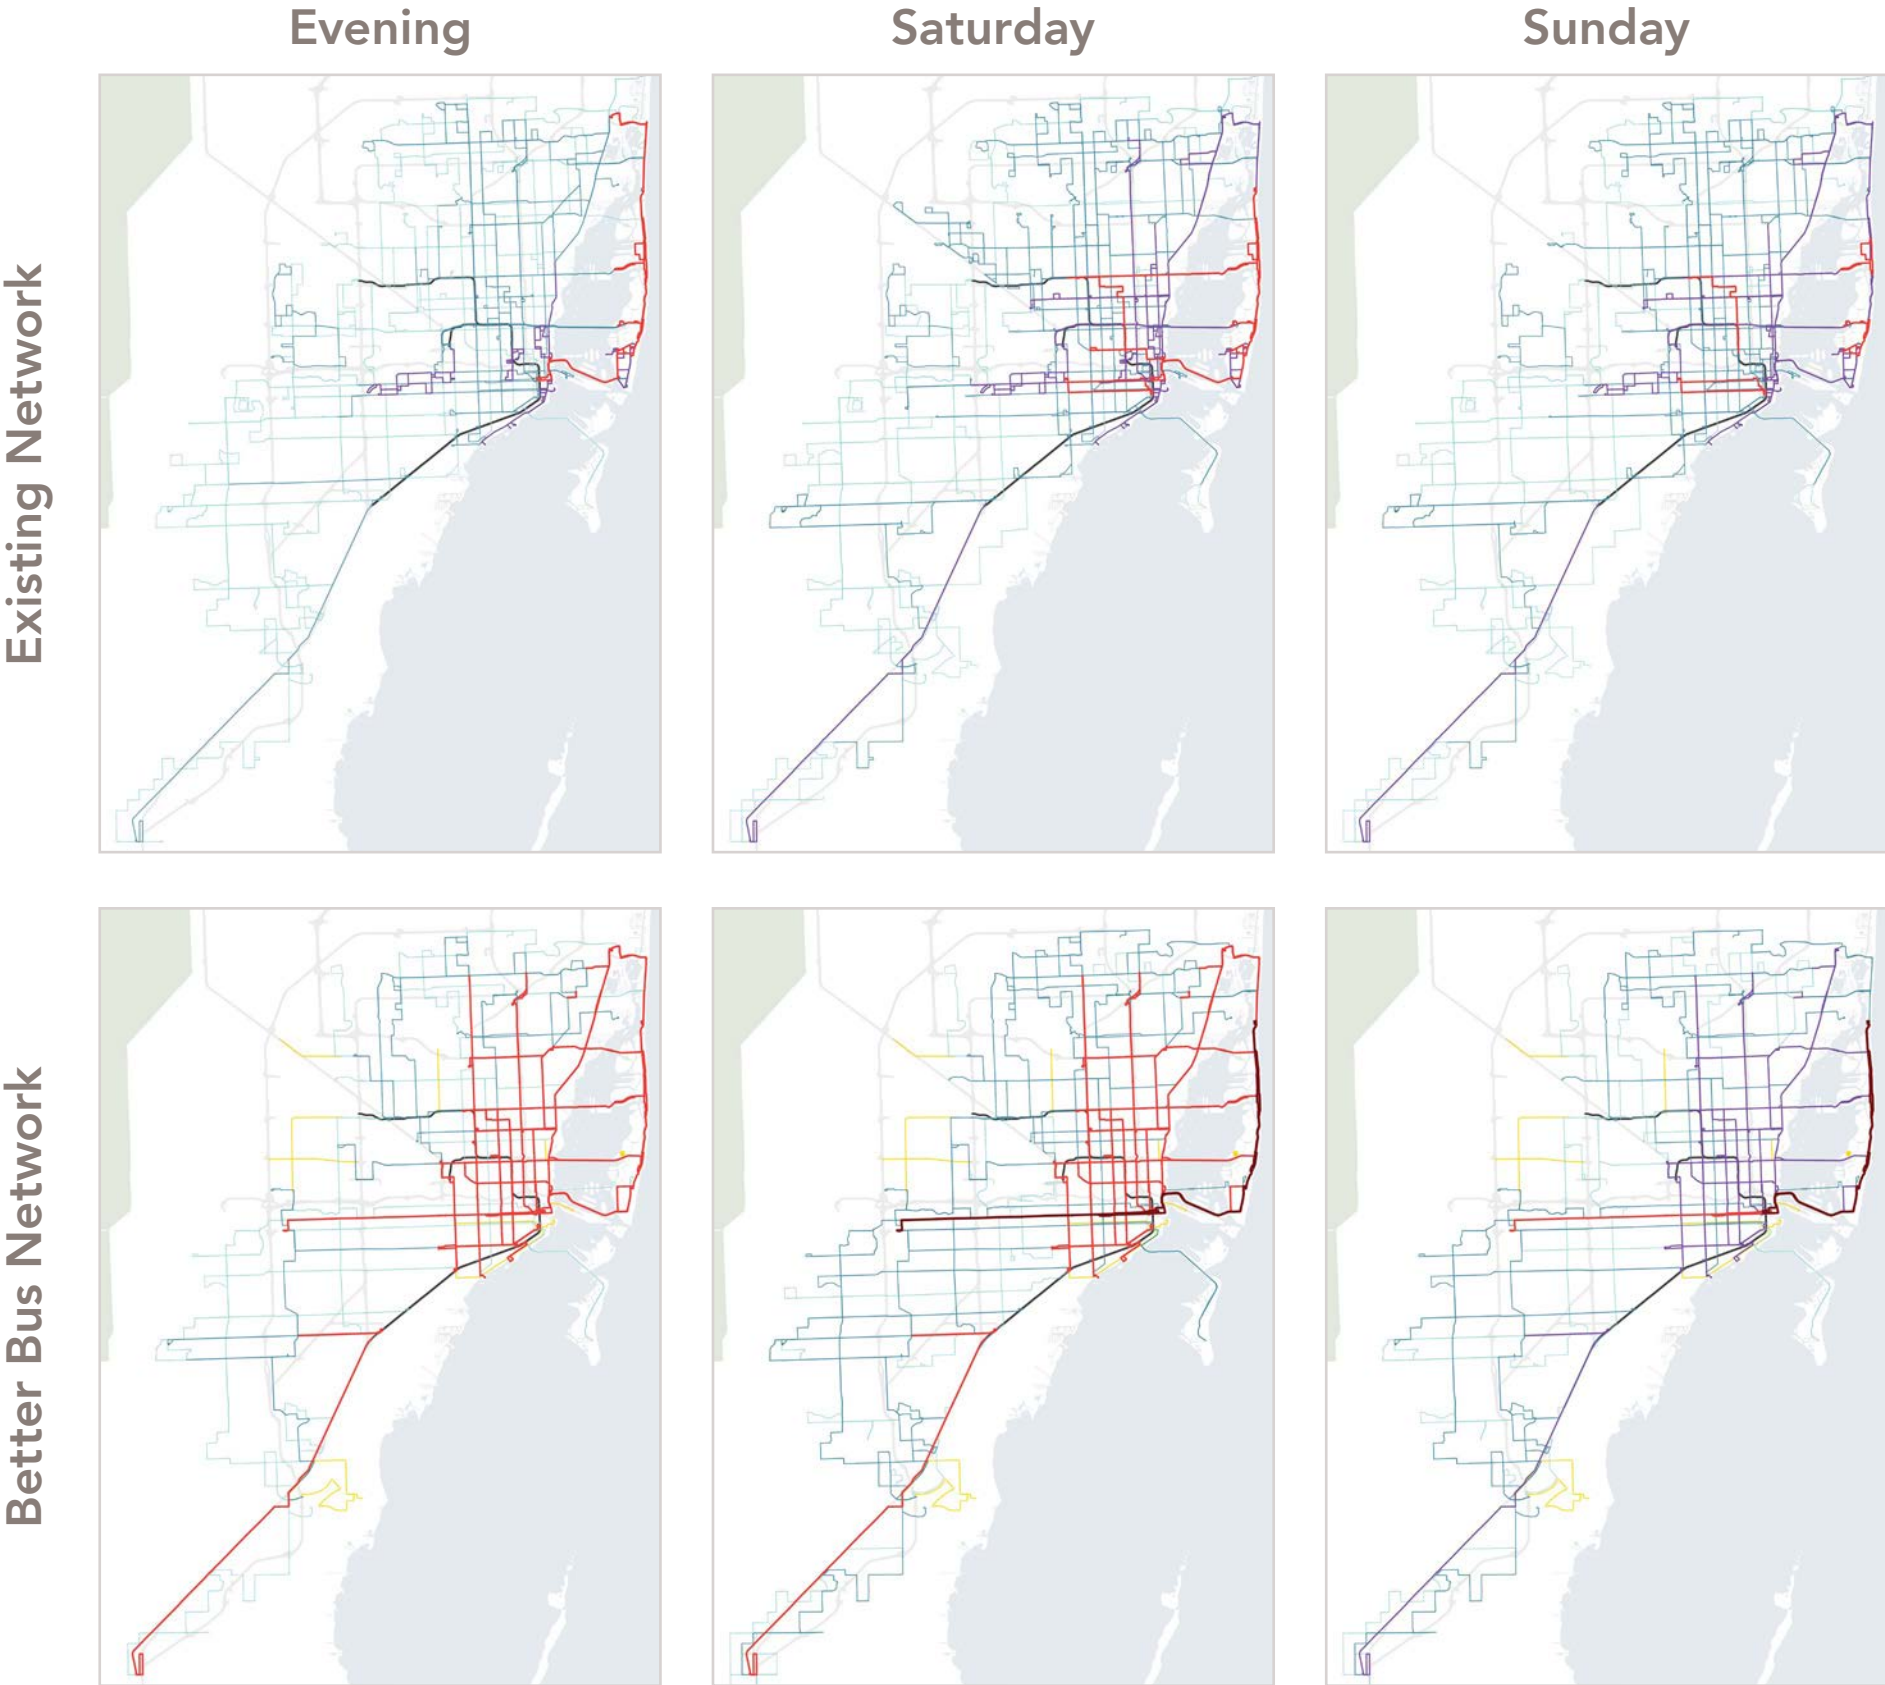 Evening
Saturday
Sunday
Existing Network
Better Bus Network